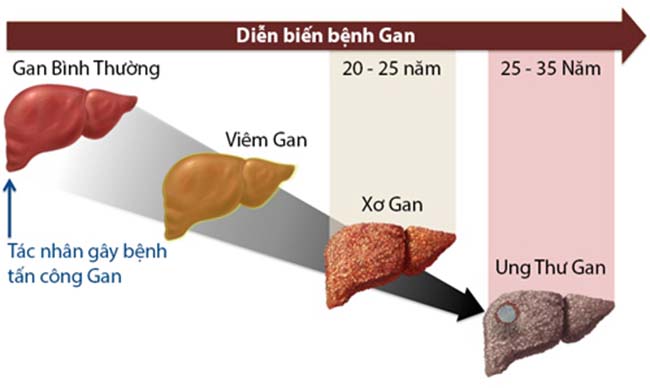 Diễn biến bệnh Gan
Gan Bình Thường
20 - 25 năm
25 - 35 Năm
Viêm Gan
Xơ Gan
Tác nhân gây bệnh
tấn công Gan
Ung Thư Gan